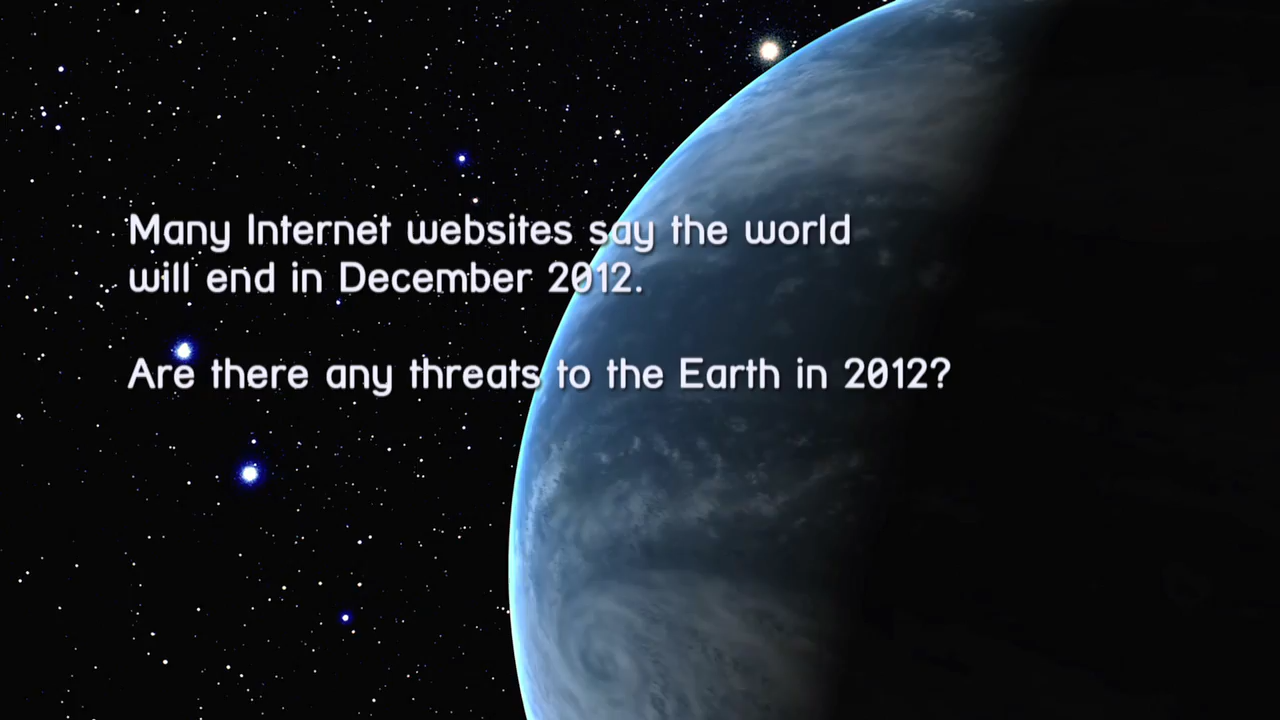 Many Internet websites say the world
will end in December 2012.
Are there any threats to the Earth in 2012?